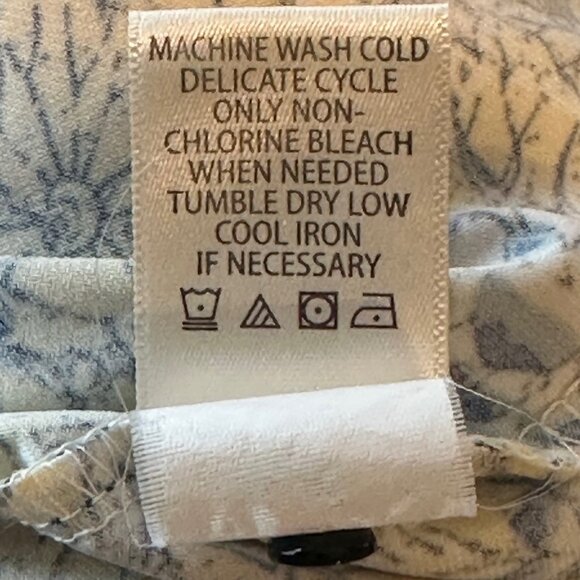 MACHINE WASH COLD
DELICATE CYCLE
ONLY NON-
CHLORINE BLEACH
WHEN NEEDED
TUMBLE DRY LOW
COOL IRON
IF NECESSARY